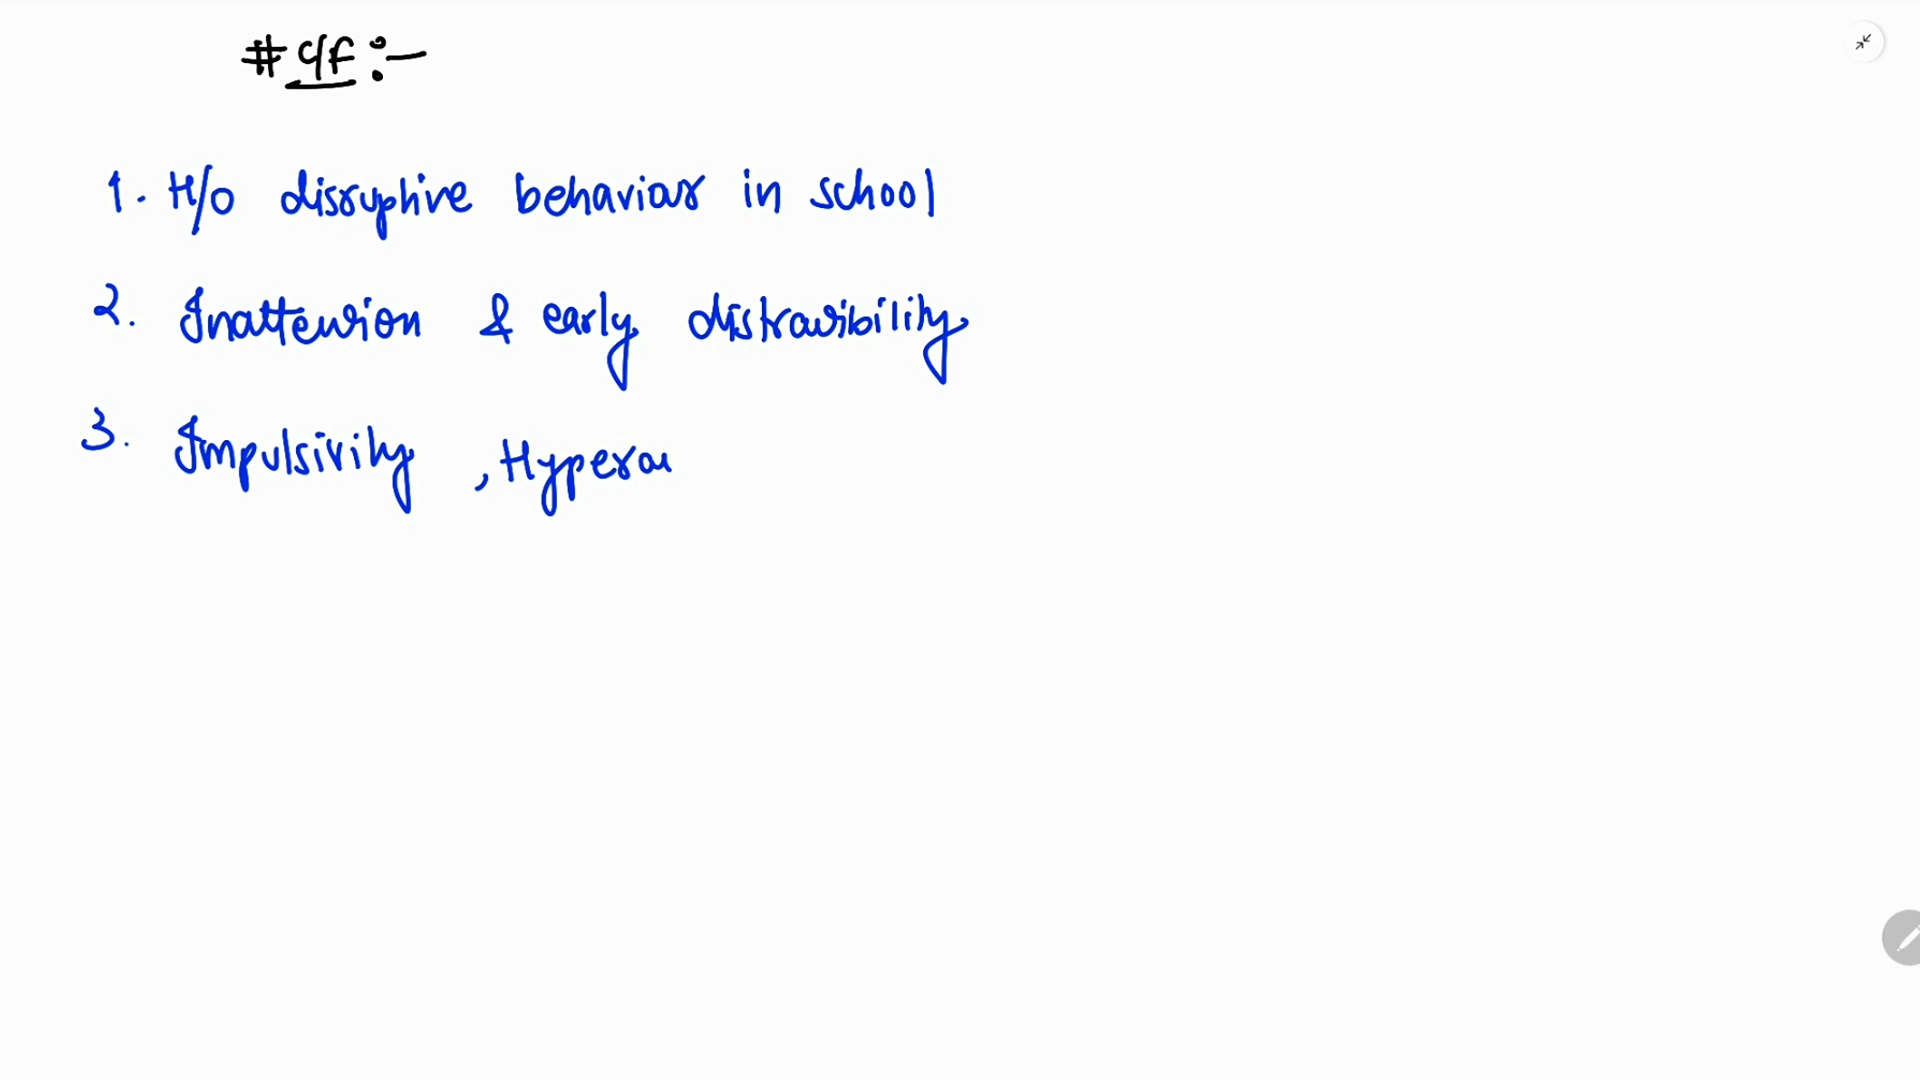 # C/F :-
1. H/O disruptive behavior in school
2. Inattention & early distractibility
3. Impulsivity , Hyperac